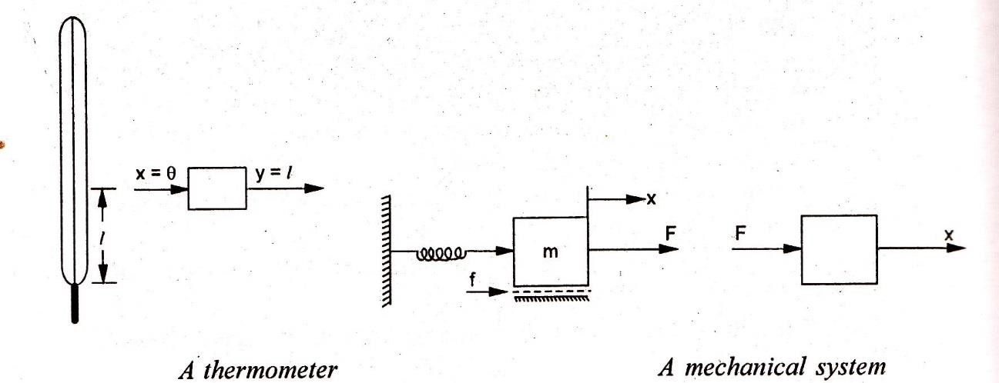 x = θ
y = l
l
x
F
m
f
F
x
A thermometer
A mechanical system